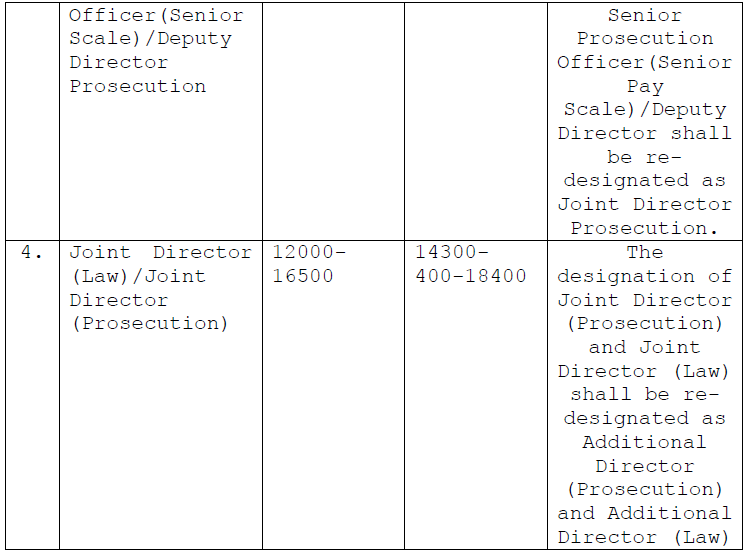 Officer(Senior
Scale)/Deputy
Director
Prosecution
Senior
Prosecution
Officer(Senior
Pay
Scale)/Deputy
Director shall
be re-
designated as
Joint Director
Prosecution.
4.
Joint Director
(Law)/Joint
Director
(Prosecution)
12000-
16500
14300-
400-18400
The
designation of
Joint Director
(Prosecution)
and Joint
Director (Law)
shall be re-
designated as
Additional
Director
(Prosecution)
and Additional
Director (Law)